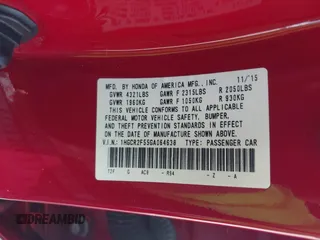 MFD. BY HONDA OF AMERICA MFG., INC. 11/15
GVWR 4321LBS GAWR F 2315LBS R 2050LBS
GVWR 1960KG GAWR F 1050KG R 930KG
THIS VEHICLE CONFORMS TO ALL APPLICABLE
FEDERAL MOTOR VEHICLE SAFETY, BUMPER,
AND THEFT PREVENTION STANDARDS IN EFFECT
ON THE DATE OF MANUFACTURE SHOWN ABOVE.
V.I.N.: 1HGCR2F55GA064638 TYPE: PASSENGER CAR
DREAMBID